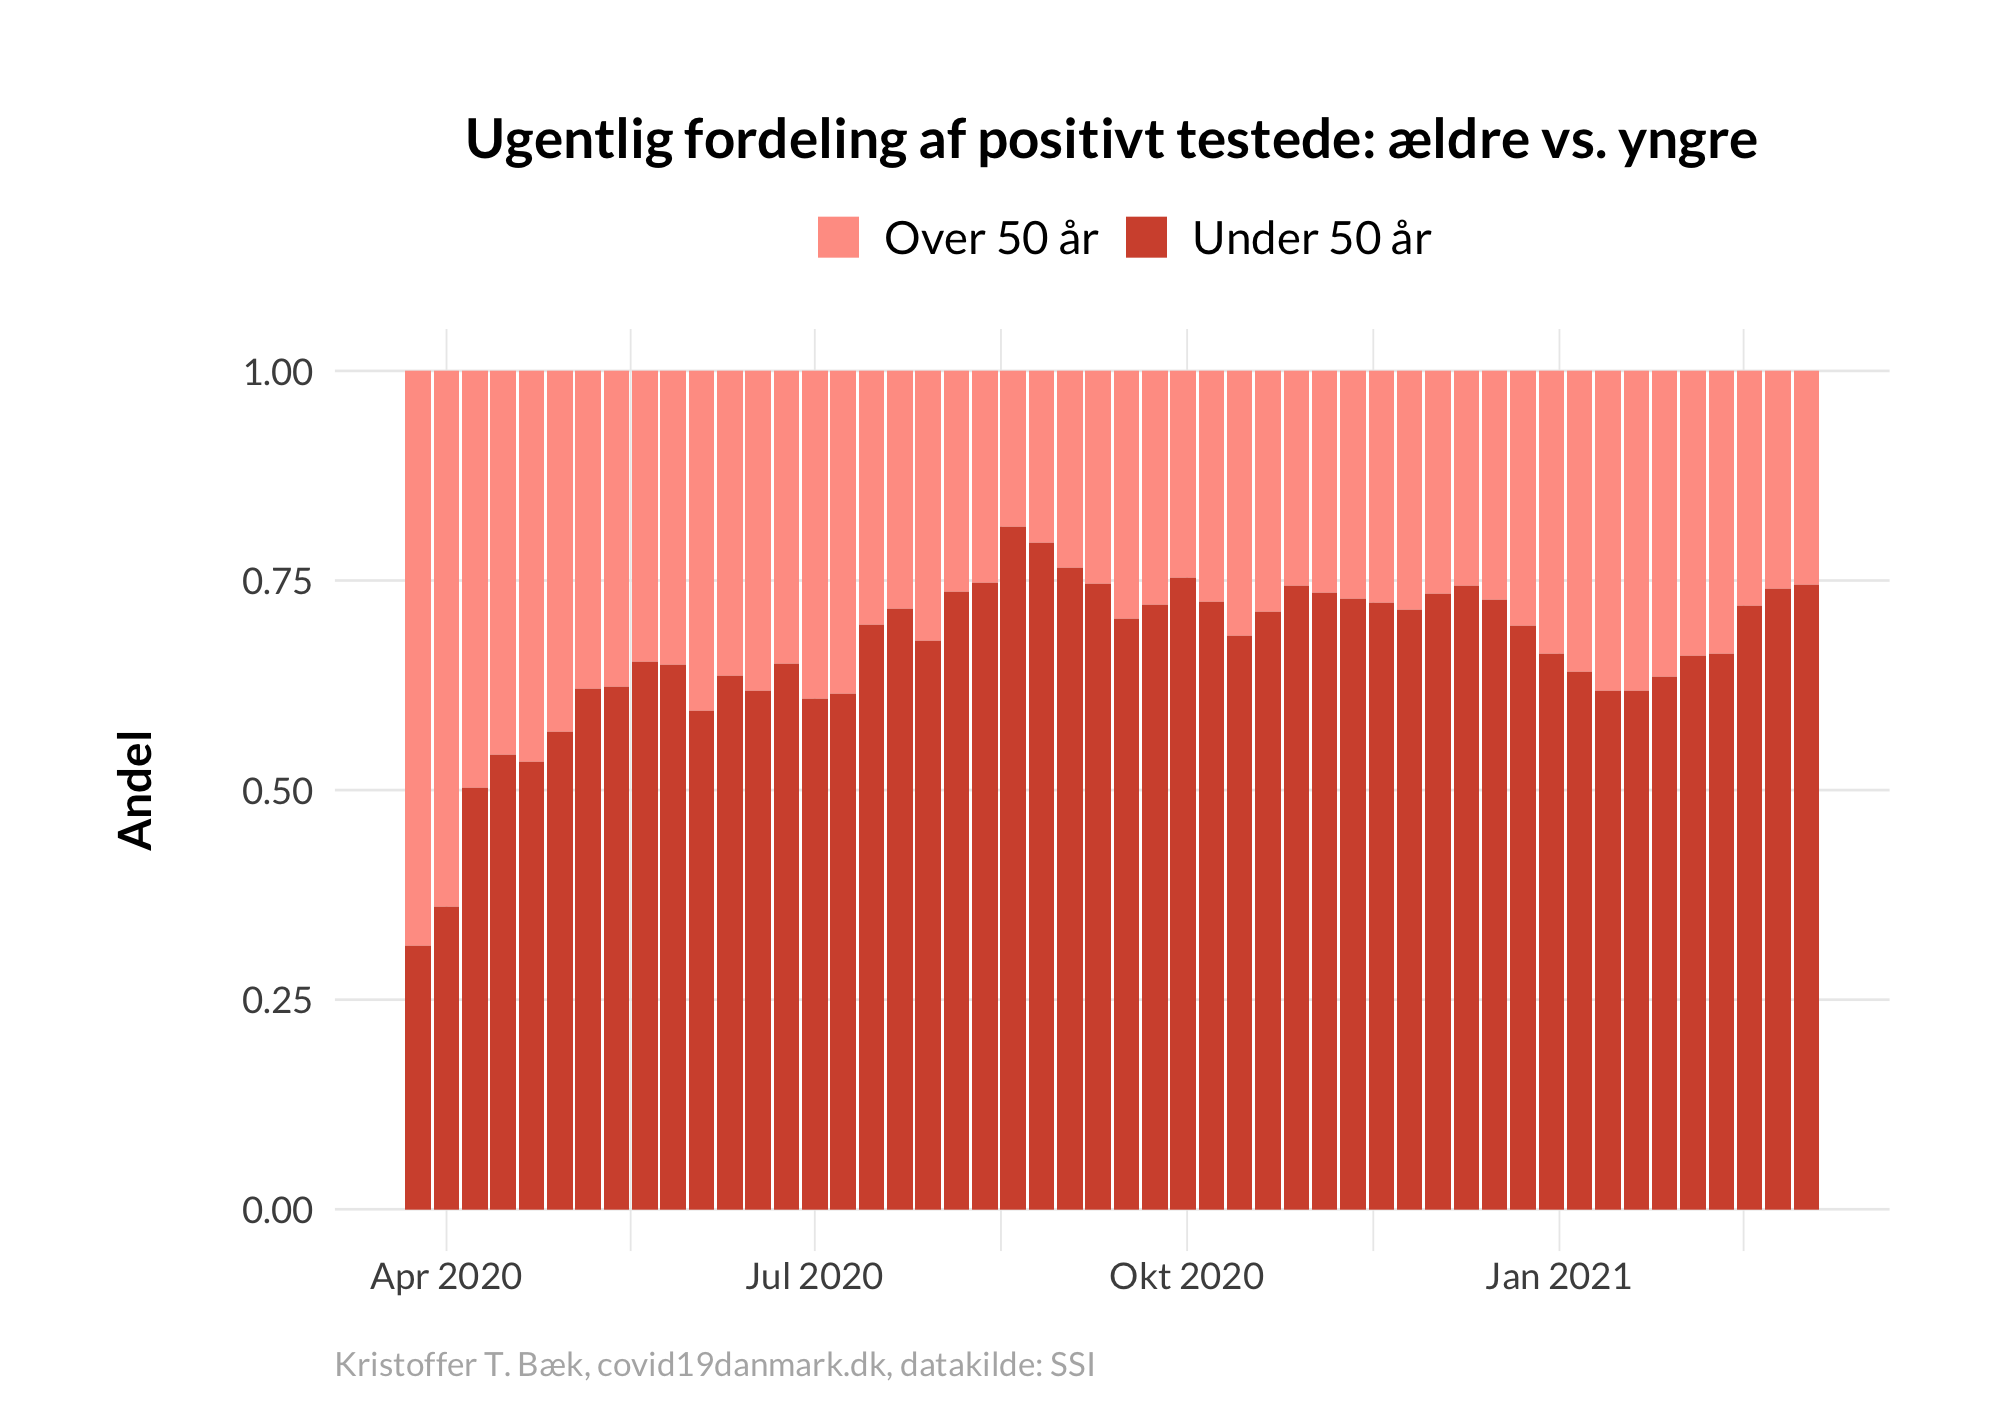 Ugentlig fordeling af positivt testede: ældre vs. yngre
Over 50 år Under 50 år
Andel
1.00
0.75
0.50
0.25
0.00
Apr 2020 Jul 2020 Okt 2020 Jan 2021
Kristoffer T. Bæk, covid19danmark.dk, datakilde: SSI